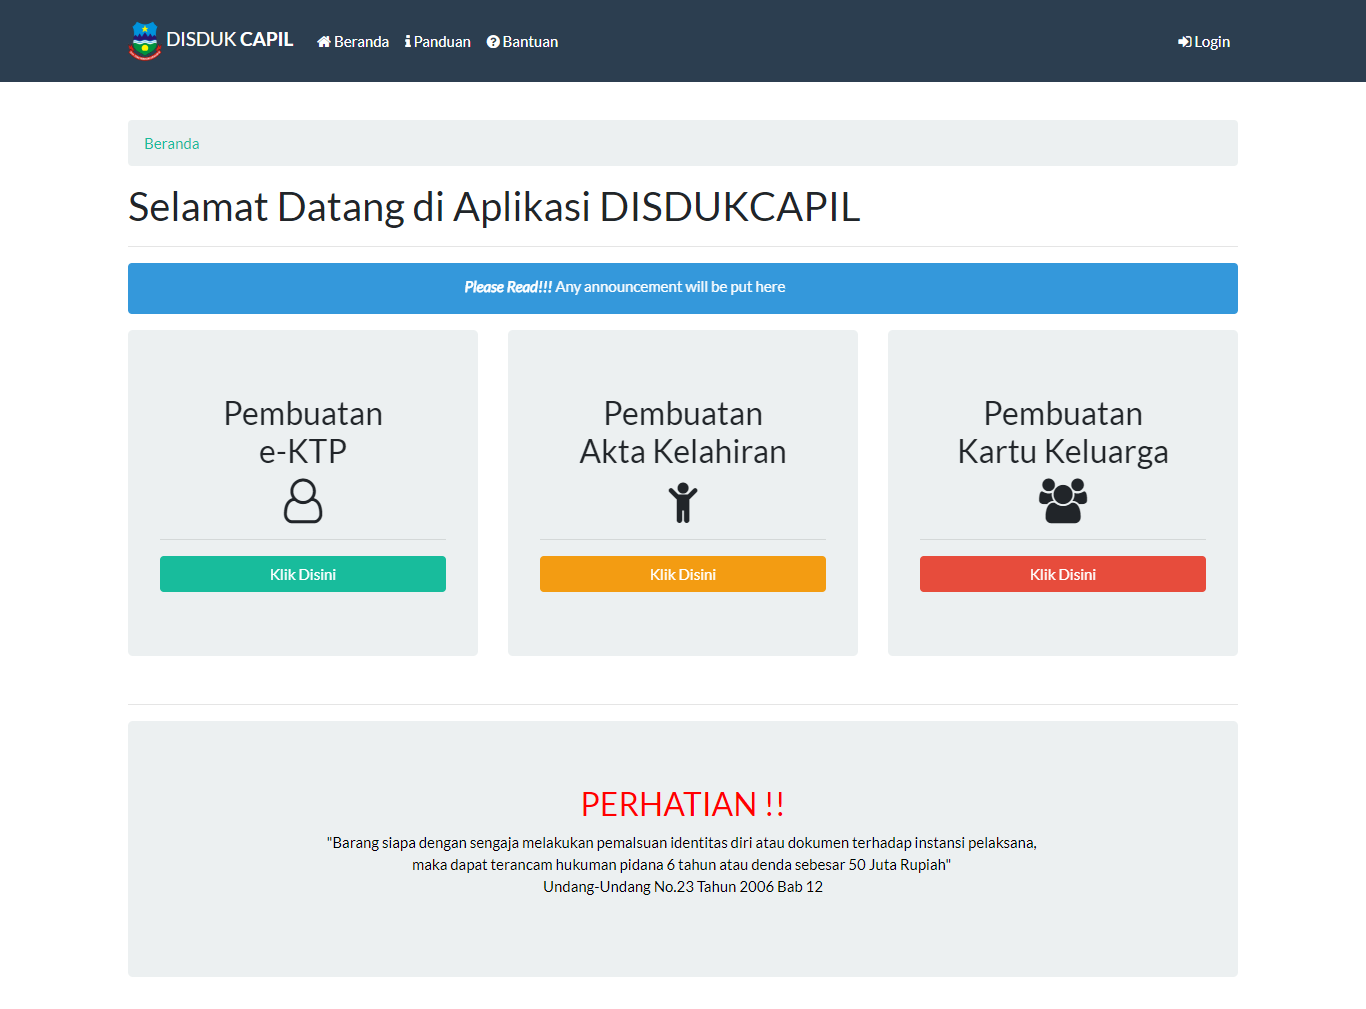 DISDUK CAPIL
Beranda
Panduan
Bantuan
Login
Beranda
Selamat Datang di Aplikasi DISDUKCAPIL
Please Read!!! Any announcement will be put here
Pembuatan
e-KTP
Klik Disini
Pembuatan
Akta Kelahiran
Klik Disini
Pembuatan
Kartu Keluarga
Klik Disini
PERHATIAN !!
"Barang siapa dengan sengaja melakukan pemalsuan identitas diri atau dokumen terhadap instansi pelaksana,
maka dapat terancam hukuman pidana 6 tahun atau denda sebesar 50 Juta Rupiah"
Undang-Undang No.23 Tahun 2006 Bab 12